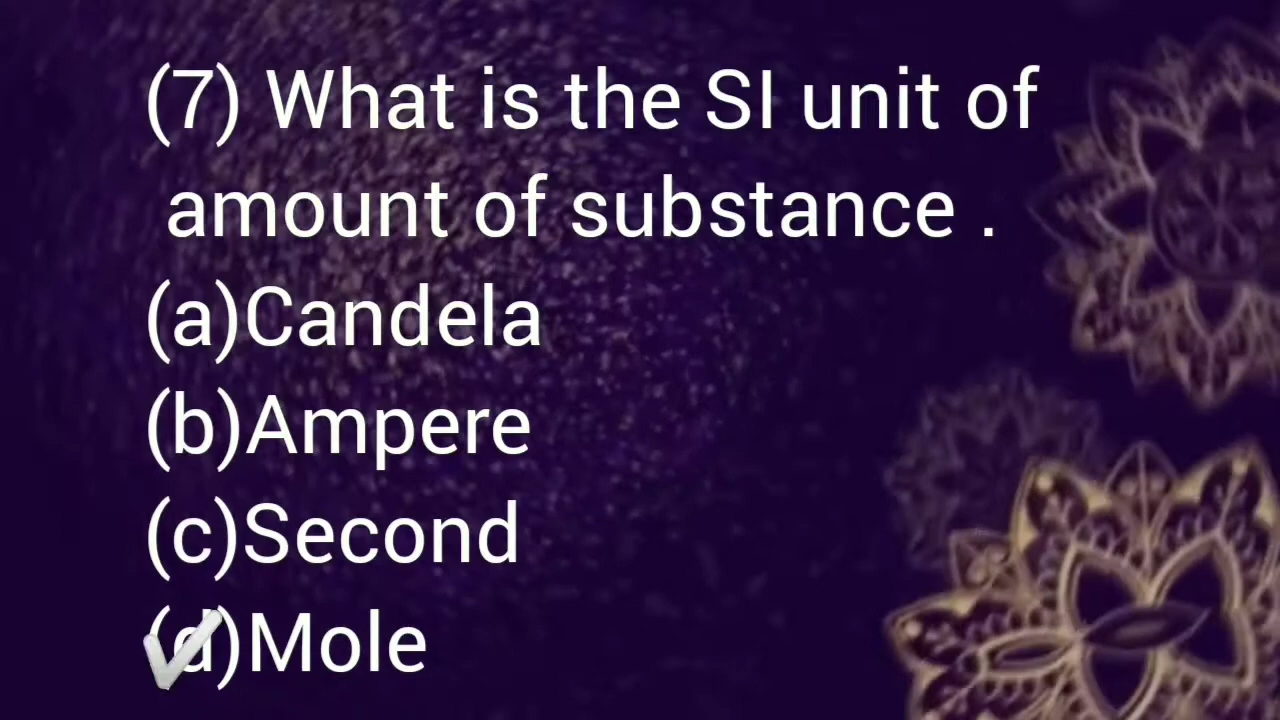 (7) What is the SI unit of
amount of substance .
(a)Candela
(b)Ampere
(c)Second
(d)Mole